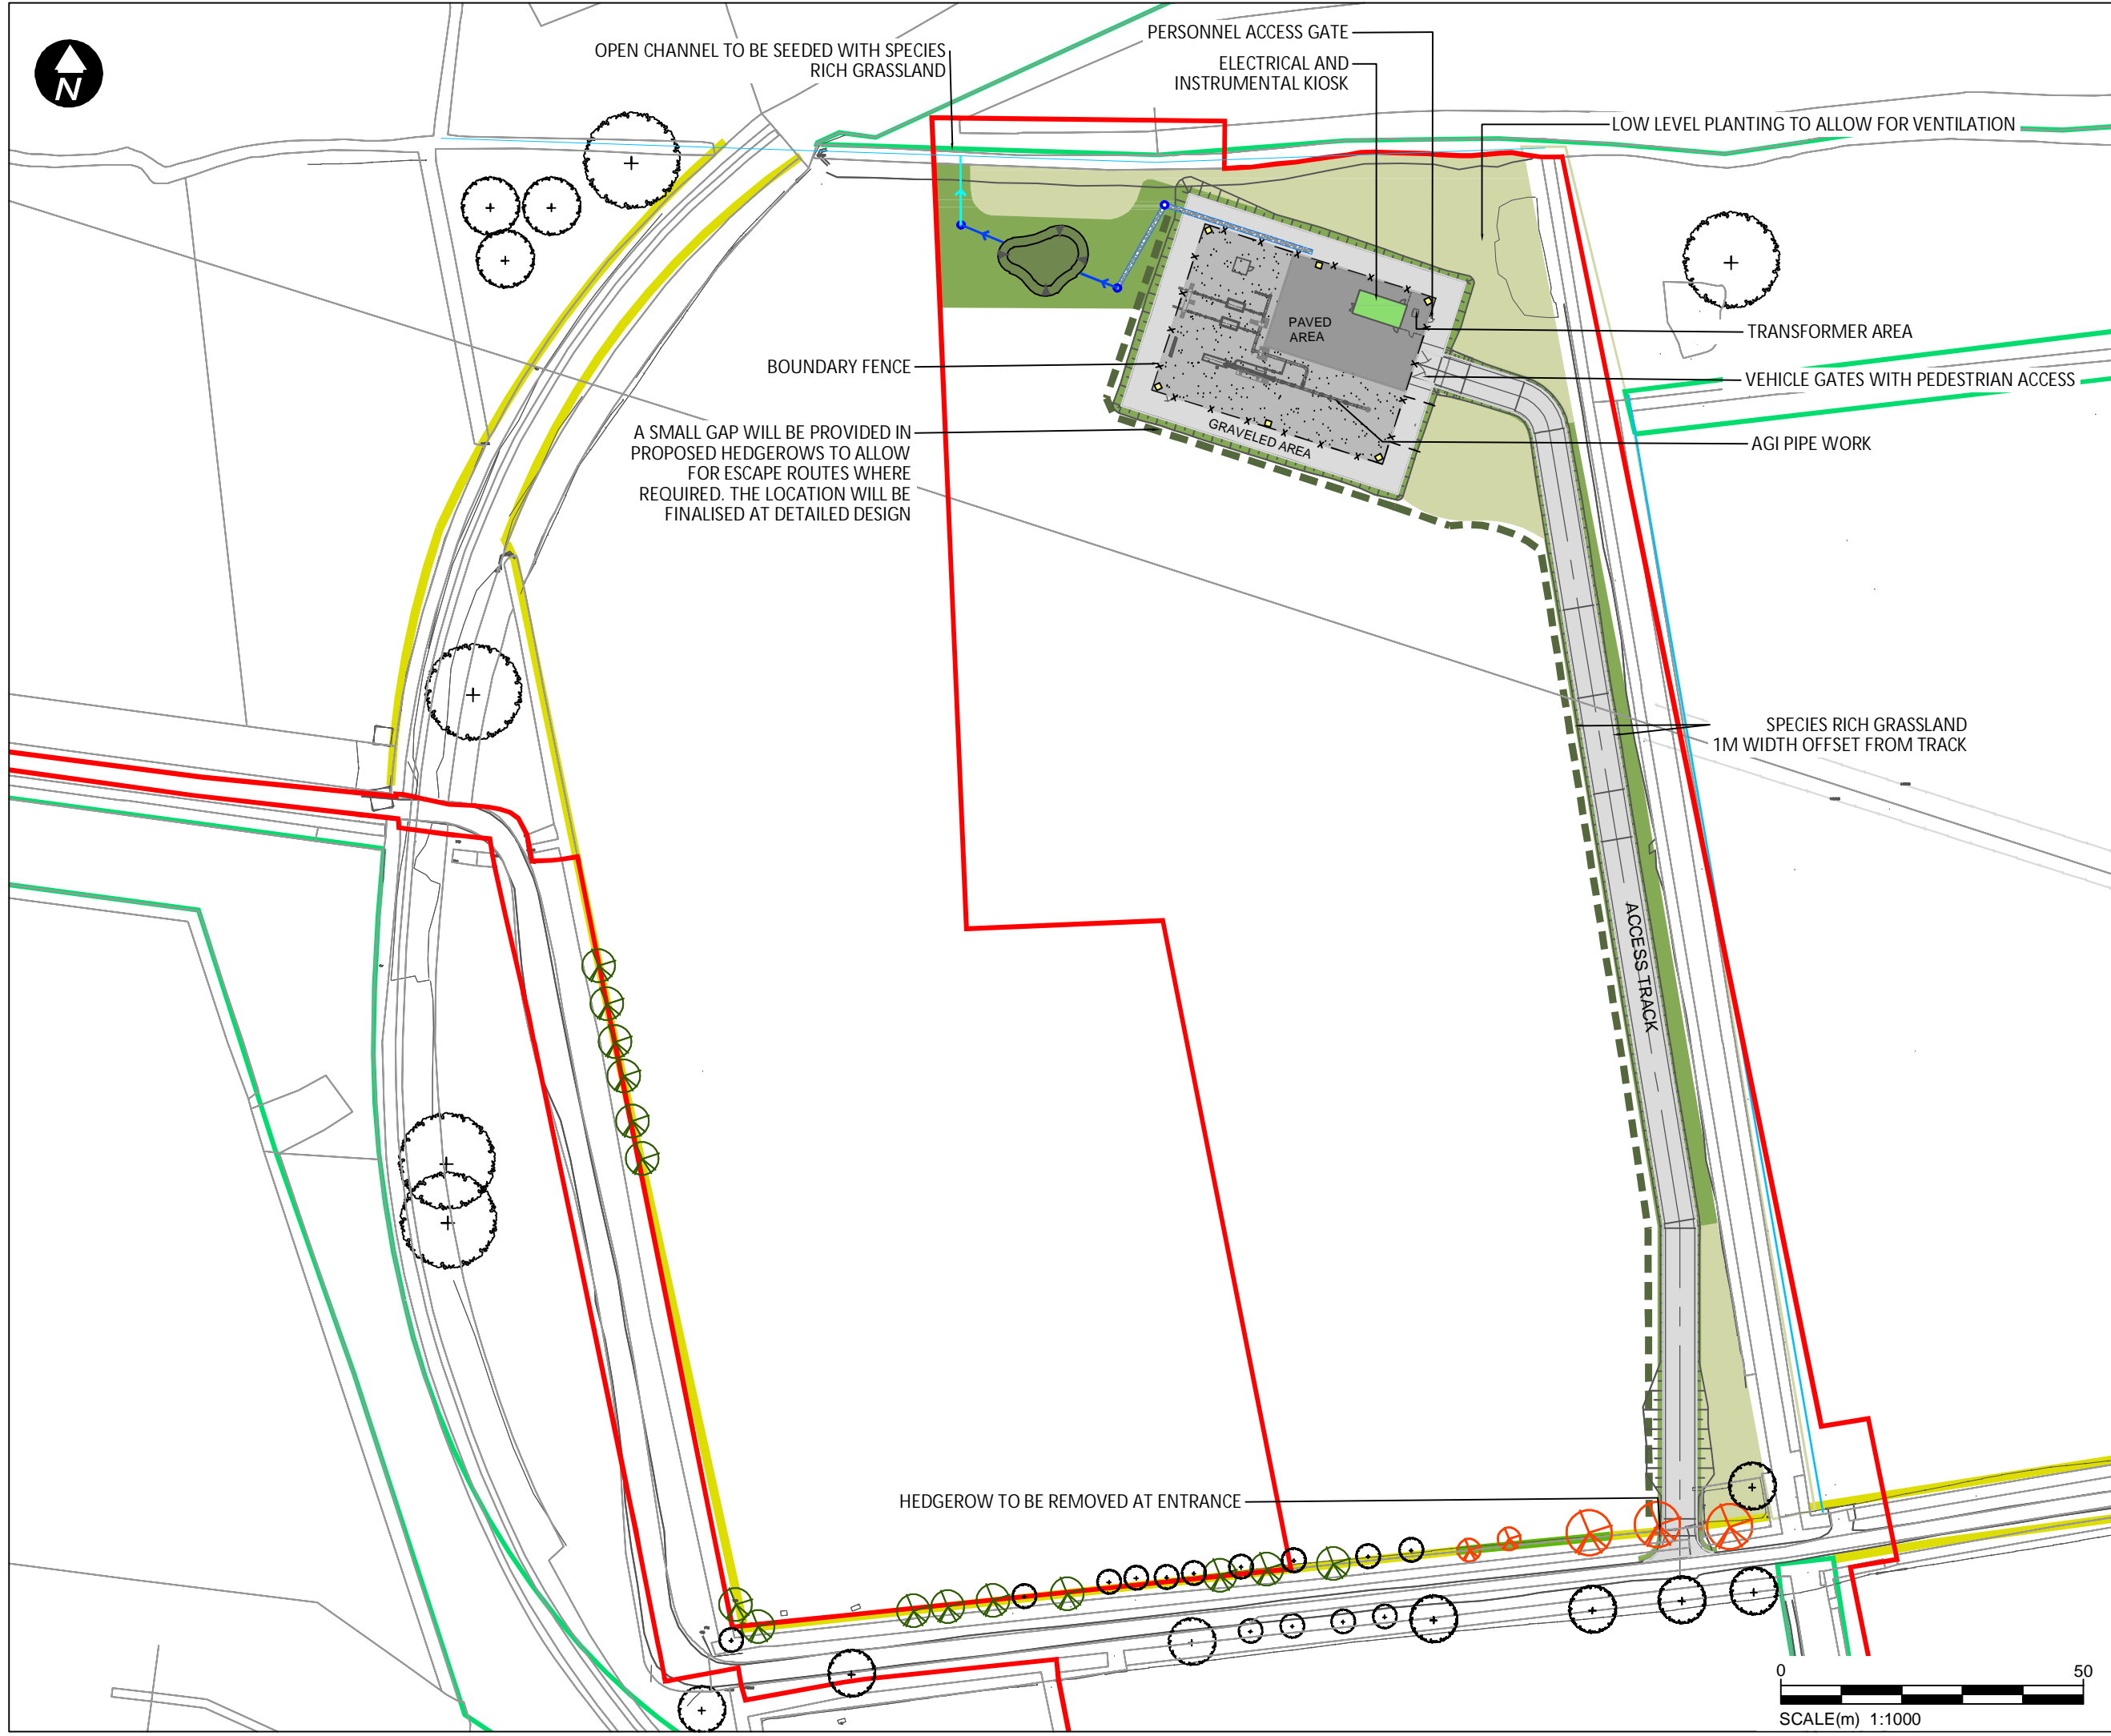 N
OPEN CHANNEL TO BE SEEDED WITH SPECIES
RICH GRASSLAND
PERSONNEL ACCESS GATE
ELECTRICAL AND
INSTRUMENTAL KIOSK
LOW LEVEL PLANTING TO ALLOW FOR VENTILATION
PAVED
AREA
TRANSFORMER AREA
BOUNDARY FENCE
VEHICLE GATES WITH PEDESTRIAN ACCESS
A SMALL GAP WILL BE PROVIDED IN
PROPOSED HEDGEROWS TO ALLOW
FOR ESCAPE ROUTES WHERE
REQUIRED. THE LOCATION WILL BE
FINALISED AT DETAILED DESIGN
GRAVELED AREA
AGI PIPE WORK
SPECIES RICH GRASSLAND
1M WIDTH OFFSET FROM TRACK
ACCESS TRACK
HEDGEROW TO BE REMOVED AT ENTRANCE
0 50
SCALE(m) 1:1000